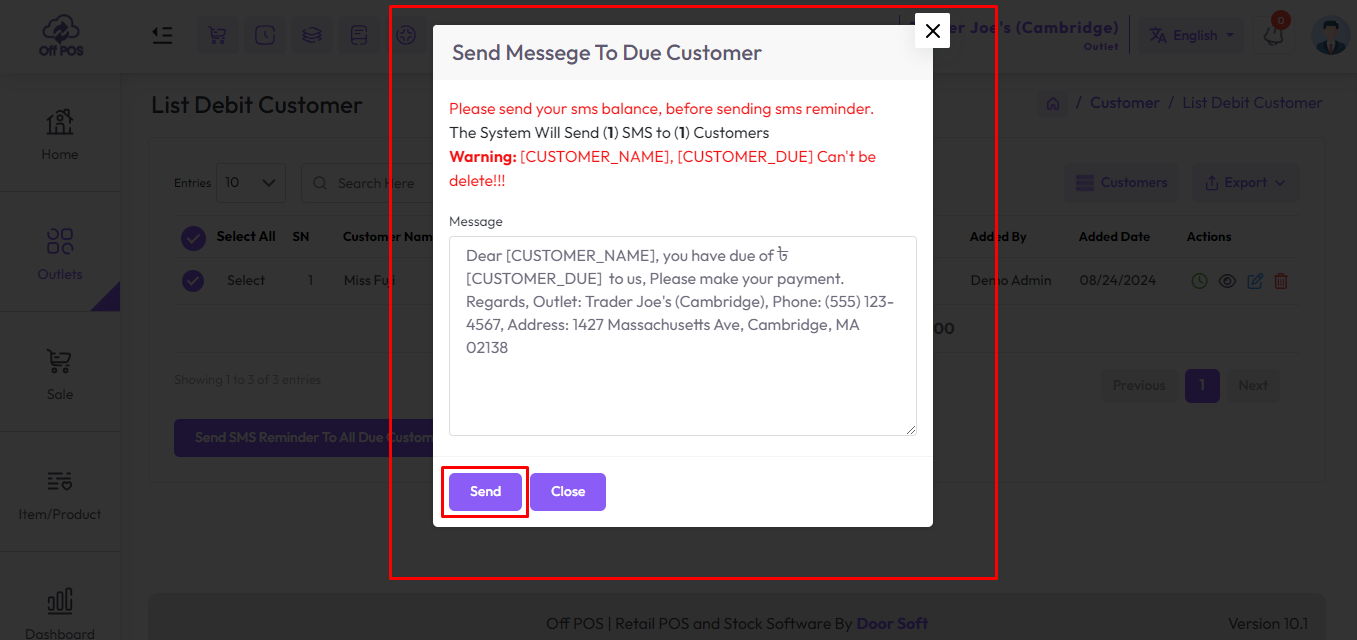 Off POS
er Joe's (Cambridge)
Outlet
English
0
Home
Outlets
Sale
Item/Product
Dashboard
List Debit Customer
/ Customer / List Debit Customer
Entries 10 Search Here
Customers
Export
Select All SN Customer Nam
Added By Added Date Actions
Select 1 Miss Fuji
Demo Admin 08/24/2024
00
Showing 1 to 3 of 3 entries
Previous 1 Next
Send SMS Reminder To All Due Custom
Send Messege To Due Customer
Please send your sms balance, before sending sms reminder.
The System Will Send (1) SMS to (1) Customers
Warning: [CUSTOMER_NAME], [CUSTOMER_DUE] Can't be
delete!!!
Message
Dear [CUSTOMER_NAME], you have due of ৳
[CUSTOMER_DUE] to us, Please make your payment.
Regards, Outlet: Trader Joe's (Cambridge), Phone: (555) 123-
4567, Address: 1427 Massachusetts Ave, Cambridge, MA
02138
Send Close
Off POS | Retail POS and Stock Software By Door Soft
Version 10.1